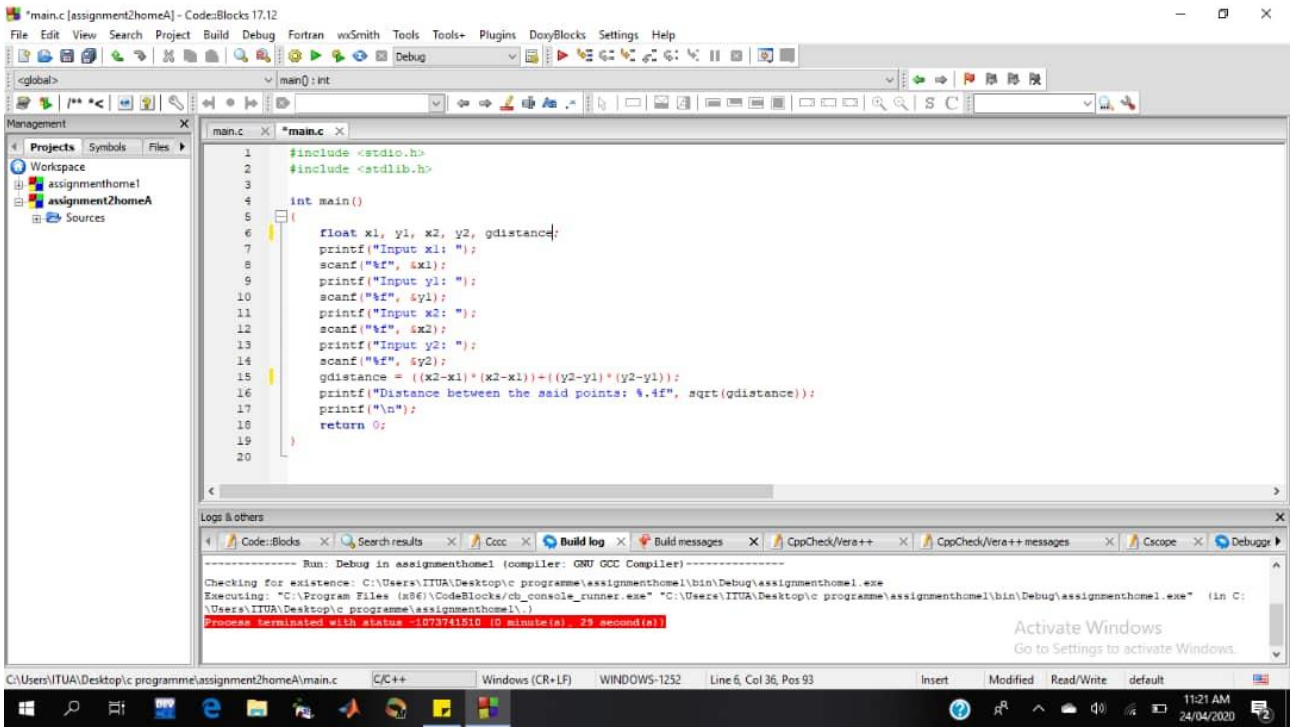 *main.c [assignment2homeA] - Code::Blocks 17.12
File Edit View Search Project Build Debug Fortran wxSmith Tools Tools+ Plugins DoxyBlocks Settings Help
Debug
<global>
main() : int
S C
Management
Projects Symbols Files
Workspace
assignmenthome1
assignment2homeA
Sources
main.c *main.c
1 #include <stdio.h>
2 #include <stdlib.h>
3
4 int main()
5 {
6 float x1, y1, x2, y2, gdistance;
7 printf("Input x1: ");
8 scanf("%f", &x1);
9 printf("Input y1: ");
10 scanf("%f", &y1);
11 printf("Input x2: ");
12 scanf("%f", &x2);
13 printf("Input y2: ");
14 scanf("%f", &y2);
15 gdistance = ((x2-x1)*(x2-x1))+((y2-y1)*(y2-y1));
16 printf("Distance between the said points: %.4f", sqrt(gdistance));
17 printf("\n");
18 return 0;
19 }
20
Logs & others
Code::Blocks Search results Cccc Build log Build messages CppCheck/Vera++ CppCheck/Vera++ messages Cscope Debugge
-------------- Run: Debug in assignmenthome1 (compiler: GNU GCC Compiler)---------------
Checking for existence: C:\Users\ITUA\Desktop\c programme\assignmenthome1\bin\Debug\assignmenthome1.exe
Executing: "C:\Program Files (x86)\CodeBlocks/cb_console_runner.exe" "C:\Users\ITUA\Desktop\c programme\assignmenthome1\bin\Debug\assignmenthome1.exe" (in C:
\Users\ITUA\Desktop\c programme\assignmenthome1\.)
Process terminated with status -1073741510 (0 minute(s), 29 second(s))
Activate Windows
Go to Settings to activate Windows.
C:\Users\ITUA\Desktop\c programme\assignment2homeA\main.c C/C++ Windows (CR+LF) WINDOWS-1252 Line 6, Col 36, Pos 93 Insert Modified Read/Write default
11:21 AM
24/04/2020